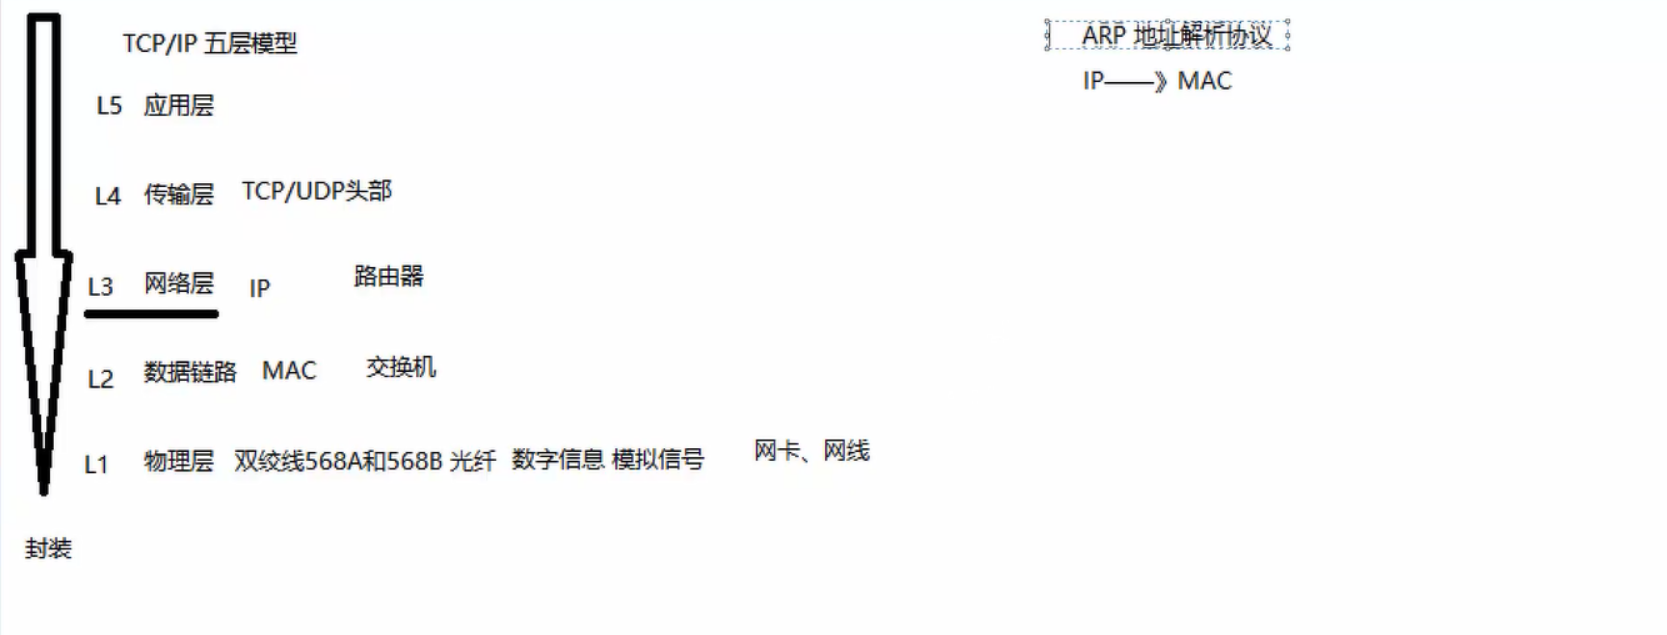 TCP/IP 五层模型
L5 应用层
L4 传输层 TCP/UDP头部
L3 网络层 IP 路由器
L2 数据链路 MAC 交换机
L1 物理层 双绞线568A和568B 光纤 数字信息 模拟信号 网卡、网线
封装
ARP 地址解析协议
IP——》MAC